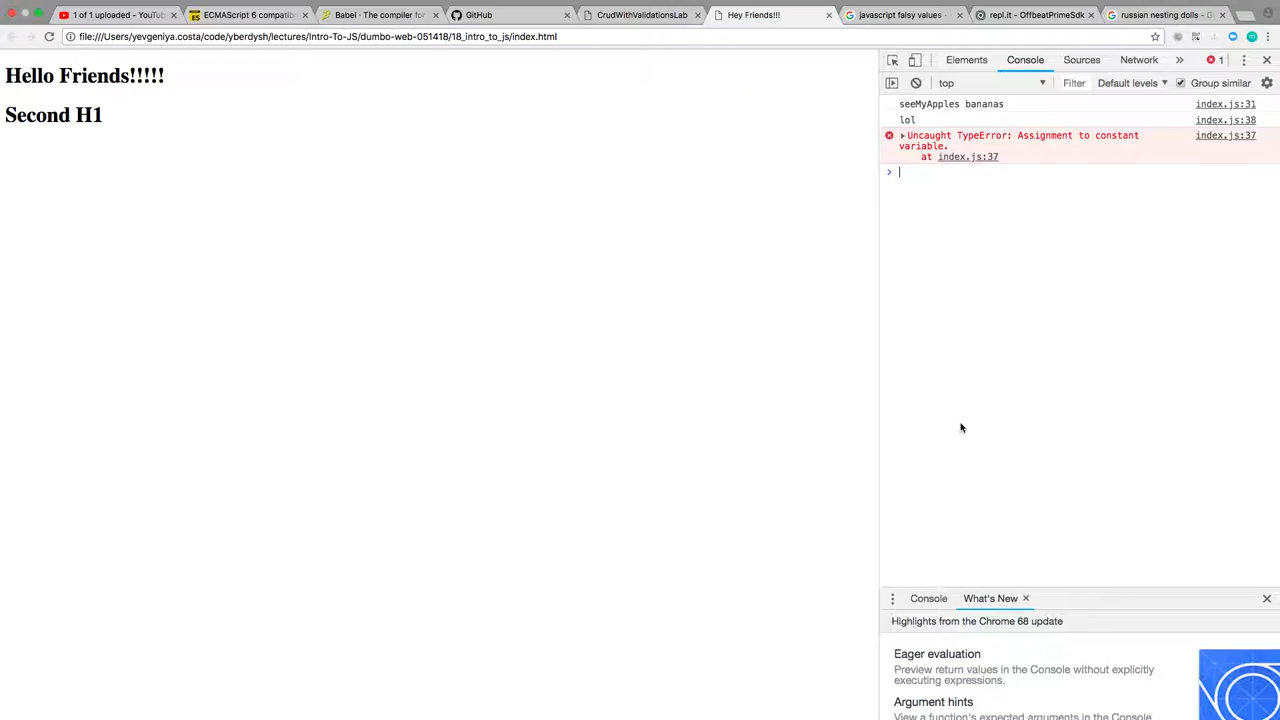 1 of 1 uploaded - YouTub
ECMAScript 6 compatib
Babel · The compiler for
GitHub
CrudWithValidationsLab
Hey Friends!!!
javascript falsy values -
repl.it - OffbeatPrimeSdk
russian nesting dolls - G
file:///Users/yevgeniya.costa/code/yberdysh/lectures/Intro-To-JS/dumbo-web-051418/18_intro_to_js/index.html
Hello Friends!!!!!
Second H1
Elements Console Sources Network » 1
top Filter Default levels Group similar
seeMyApples bananas index.js:31
lol index.js:38
Uncaught TypeError: Assignment to constant index.js:37
variable.
at index.js:37
Console What's New
Highlights from the Chrome 68 update
Eager evaluation
Preview return values in the Console without explicitly
executing expressions.
Argument hints
View a function's expected arguments in the Console